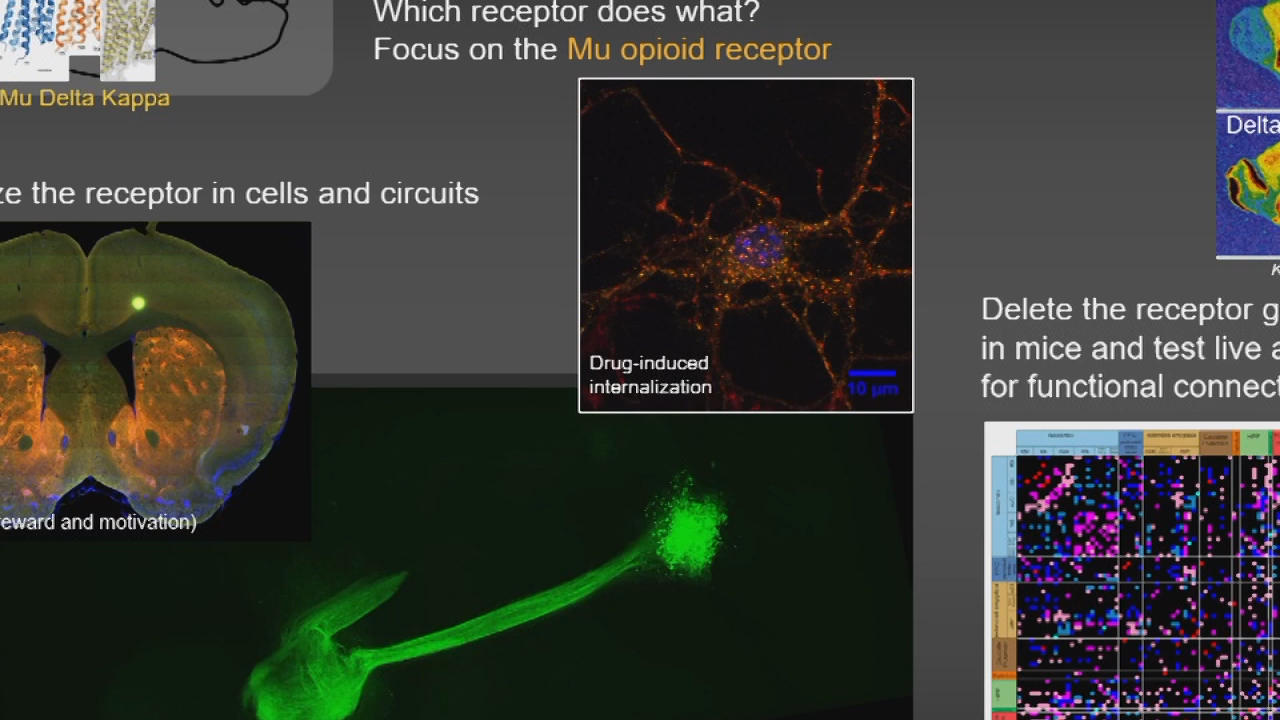 Which receptor does what?
Focus on the Mu opioid receptor
Mu Delta Kappa
ze the receptor in cells and circuits
Drug-induced
internalization
10 µm
eward and motivation)
Delta
K
Delete the receptor g
in mice and test live a
for functional connect